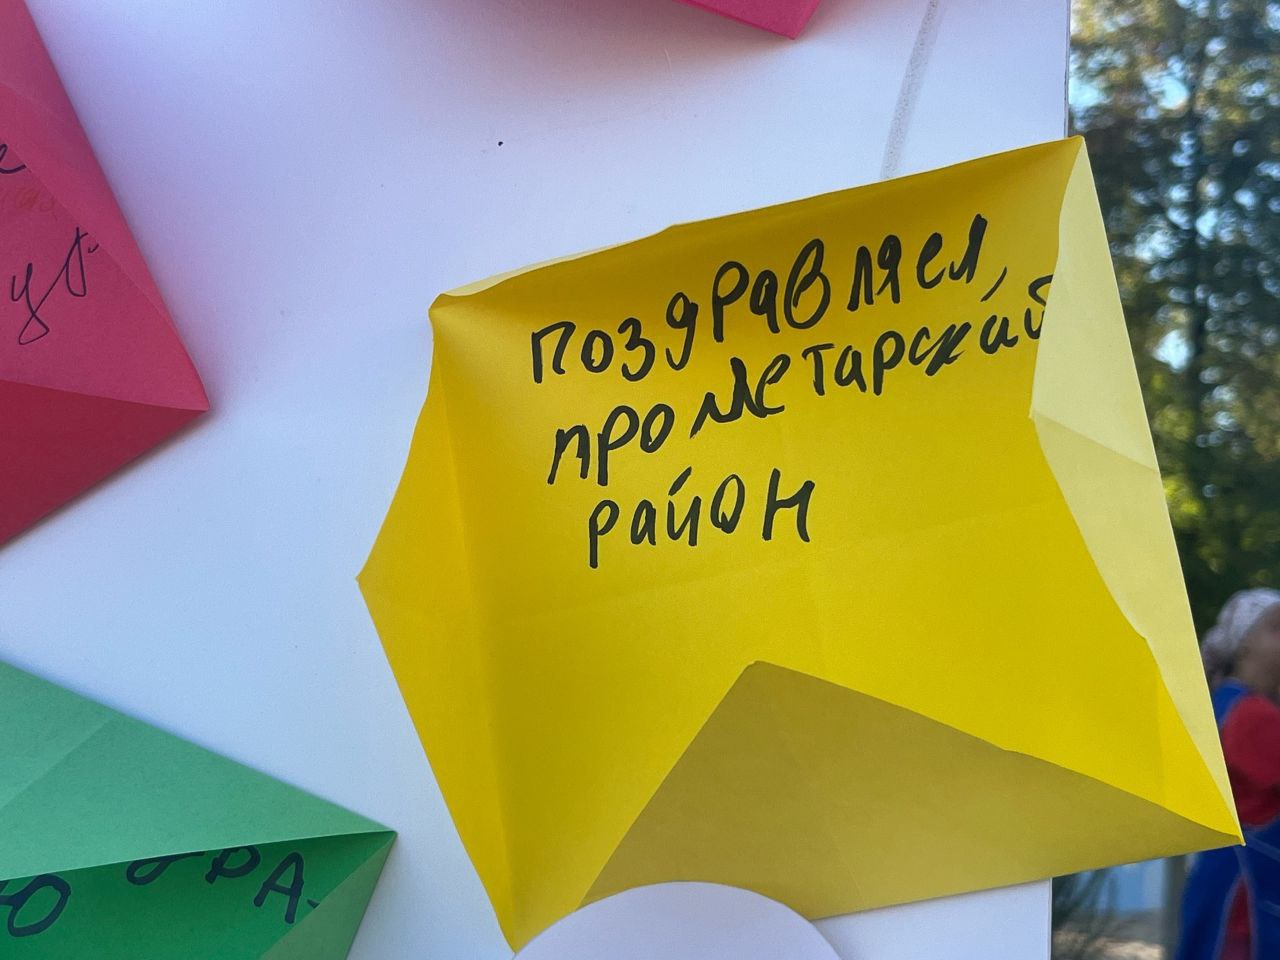 поздравляем,
пролетарский
район